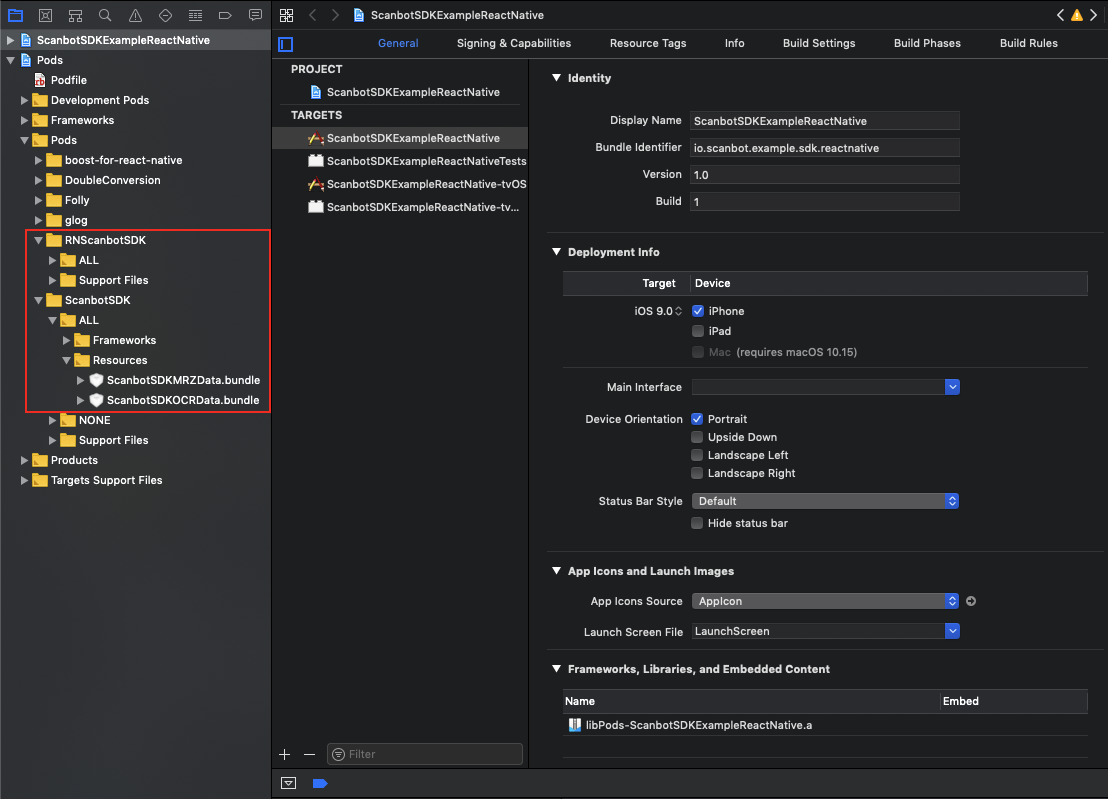 ScanbotSDKExampleReactNative
ScanbotSDKExampleReactNative
Pods
Podfile
Development Pods
Frameworks
Pods
boost-for-react-native
DoubleConversion
Folly
glog
RNScanbotSDK
ALL
Support Files
ScanbotSDK
ALL
Frameworks
Resources
ScanbotSDKMRZData.bundle
ScanbotSDKOCRData.bundle
NONE
Support Files
Products
Targets Support Files
General Signing & Capabilities Resource Tags Info Build Settings Build Phases Build Rules
PROJECT
ScanbotSDKExampleReactNative
TARGETS
ScanbotSDKExampleReactNative
ScanbotSDKExampleReactNativeTests
ScanbotSDKExampleReactNative-tvOS
ScanbotSDKExampleReactNative-tv...
Filter
Identity
Display Name ScanbotSDKExampleReactNative
Bundle Identifier io.scanbot.example.sdk.reactnative
Version 1.0
Build 1
Deployment Info
Target Device
iOS 9.0 iPhone
iPad
Mac (requires macOS 10.15)
Main Interface
Device Orientation Portrait
Upside Down
Landscape Left
Landscape Right
Status Bar Style Default
Hide status bar
App Icons and Launch Images
App Icons Source AppIcon
Launch Screen File LaunchScreen
Frameworks, Libraries, and Embedded Content
Name Embed
libPods-ScanbotSDKExampleReactNative.a